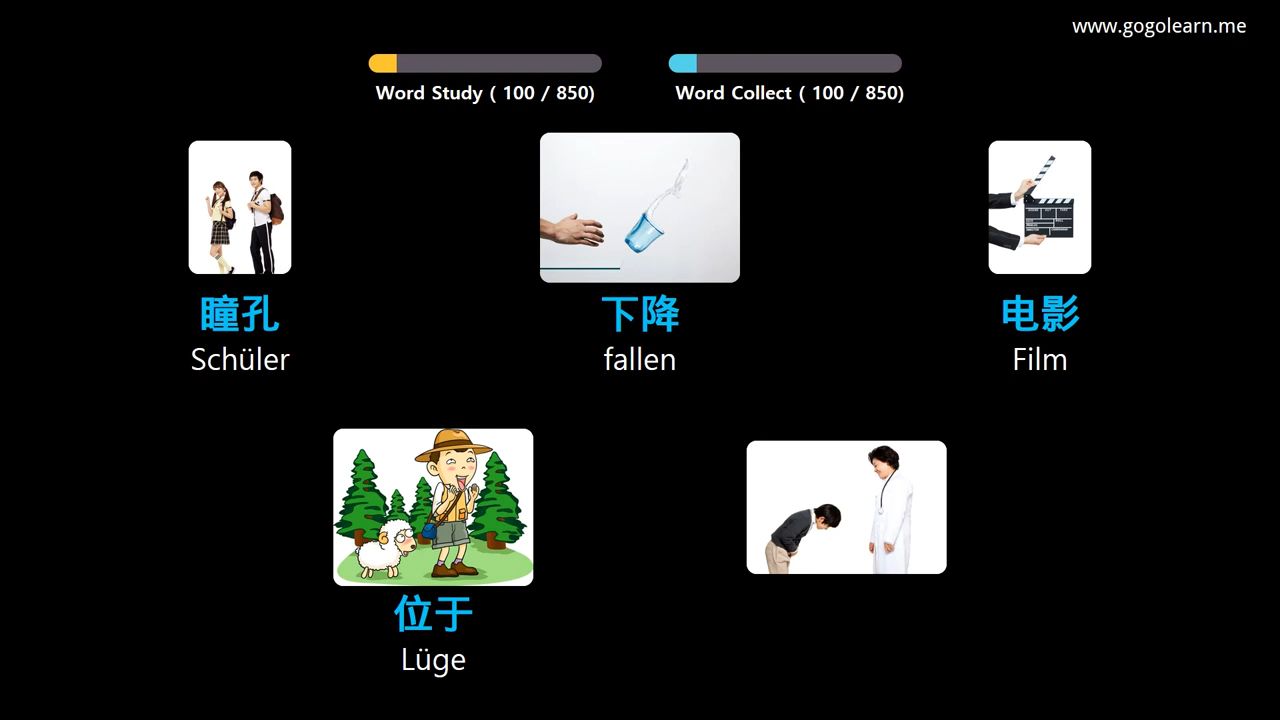 www.gogolearn.me
Word Study ( 100 / 850)
Word Collect ( 100 / 850)
瞳孔
Schüler
下降
fallen
电影
Film
位于
Lüge